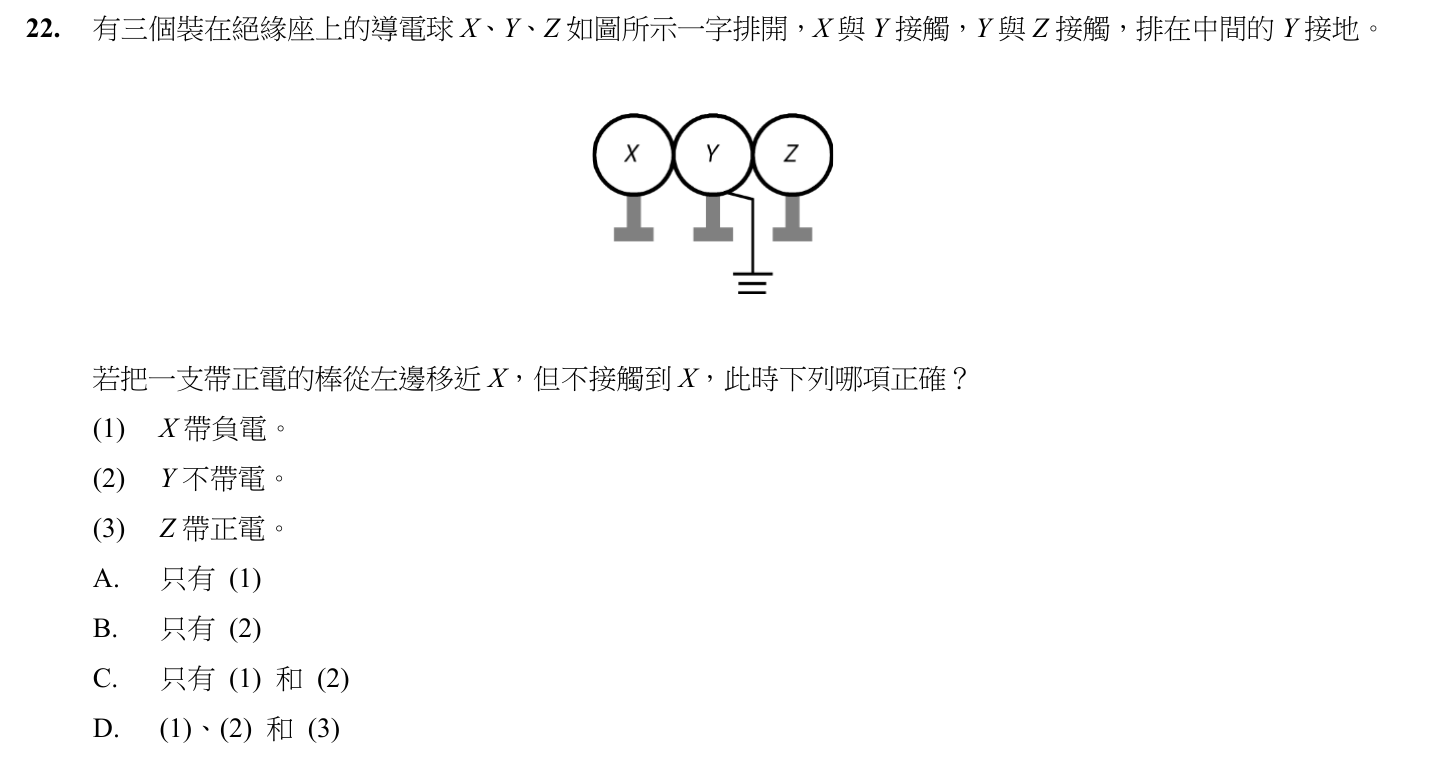 22. 有三個裝在絕緣座上的導電球 X、Y、Z 如圖所示一字排開，X 與 Y 接觸，Y 與 Z 接觸，排在中間的 Y 接地。
X Y Z
若把一支帶正電的棒從左邊移近 X，但不接觸到 X，此時下列哪項正確？
(1) X 帶負電。
(2) Y 不帶電。
(3) Z 帶正電。
A. 只有 (1)
B. 只有 (2)
C. 只有 (1) 和 (2)
D. (1)、(2) 和 (3)